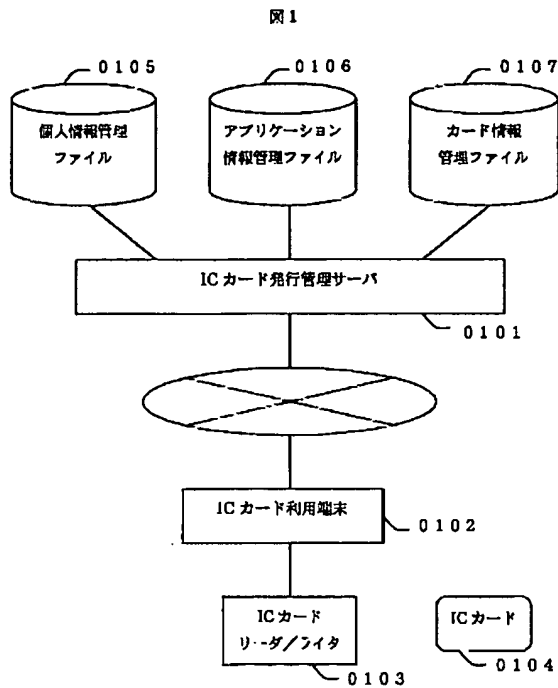 図1
0105
0106
0107
個人情報管理
ファイル
アプリケーション
情報管理ファイル
カード情報
管理ファイル
ICカード発行管理サーバ
0101
ICカード利用端末
0102
ICカード
リーダ/ライタ
0103
ICカード
0104